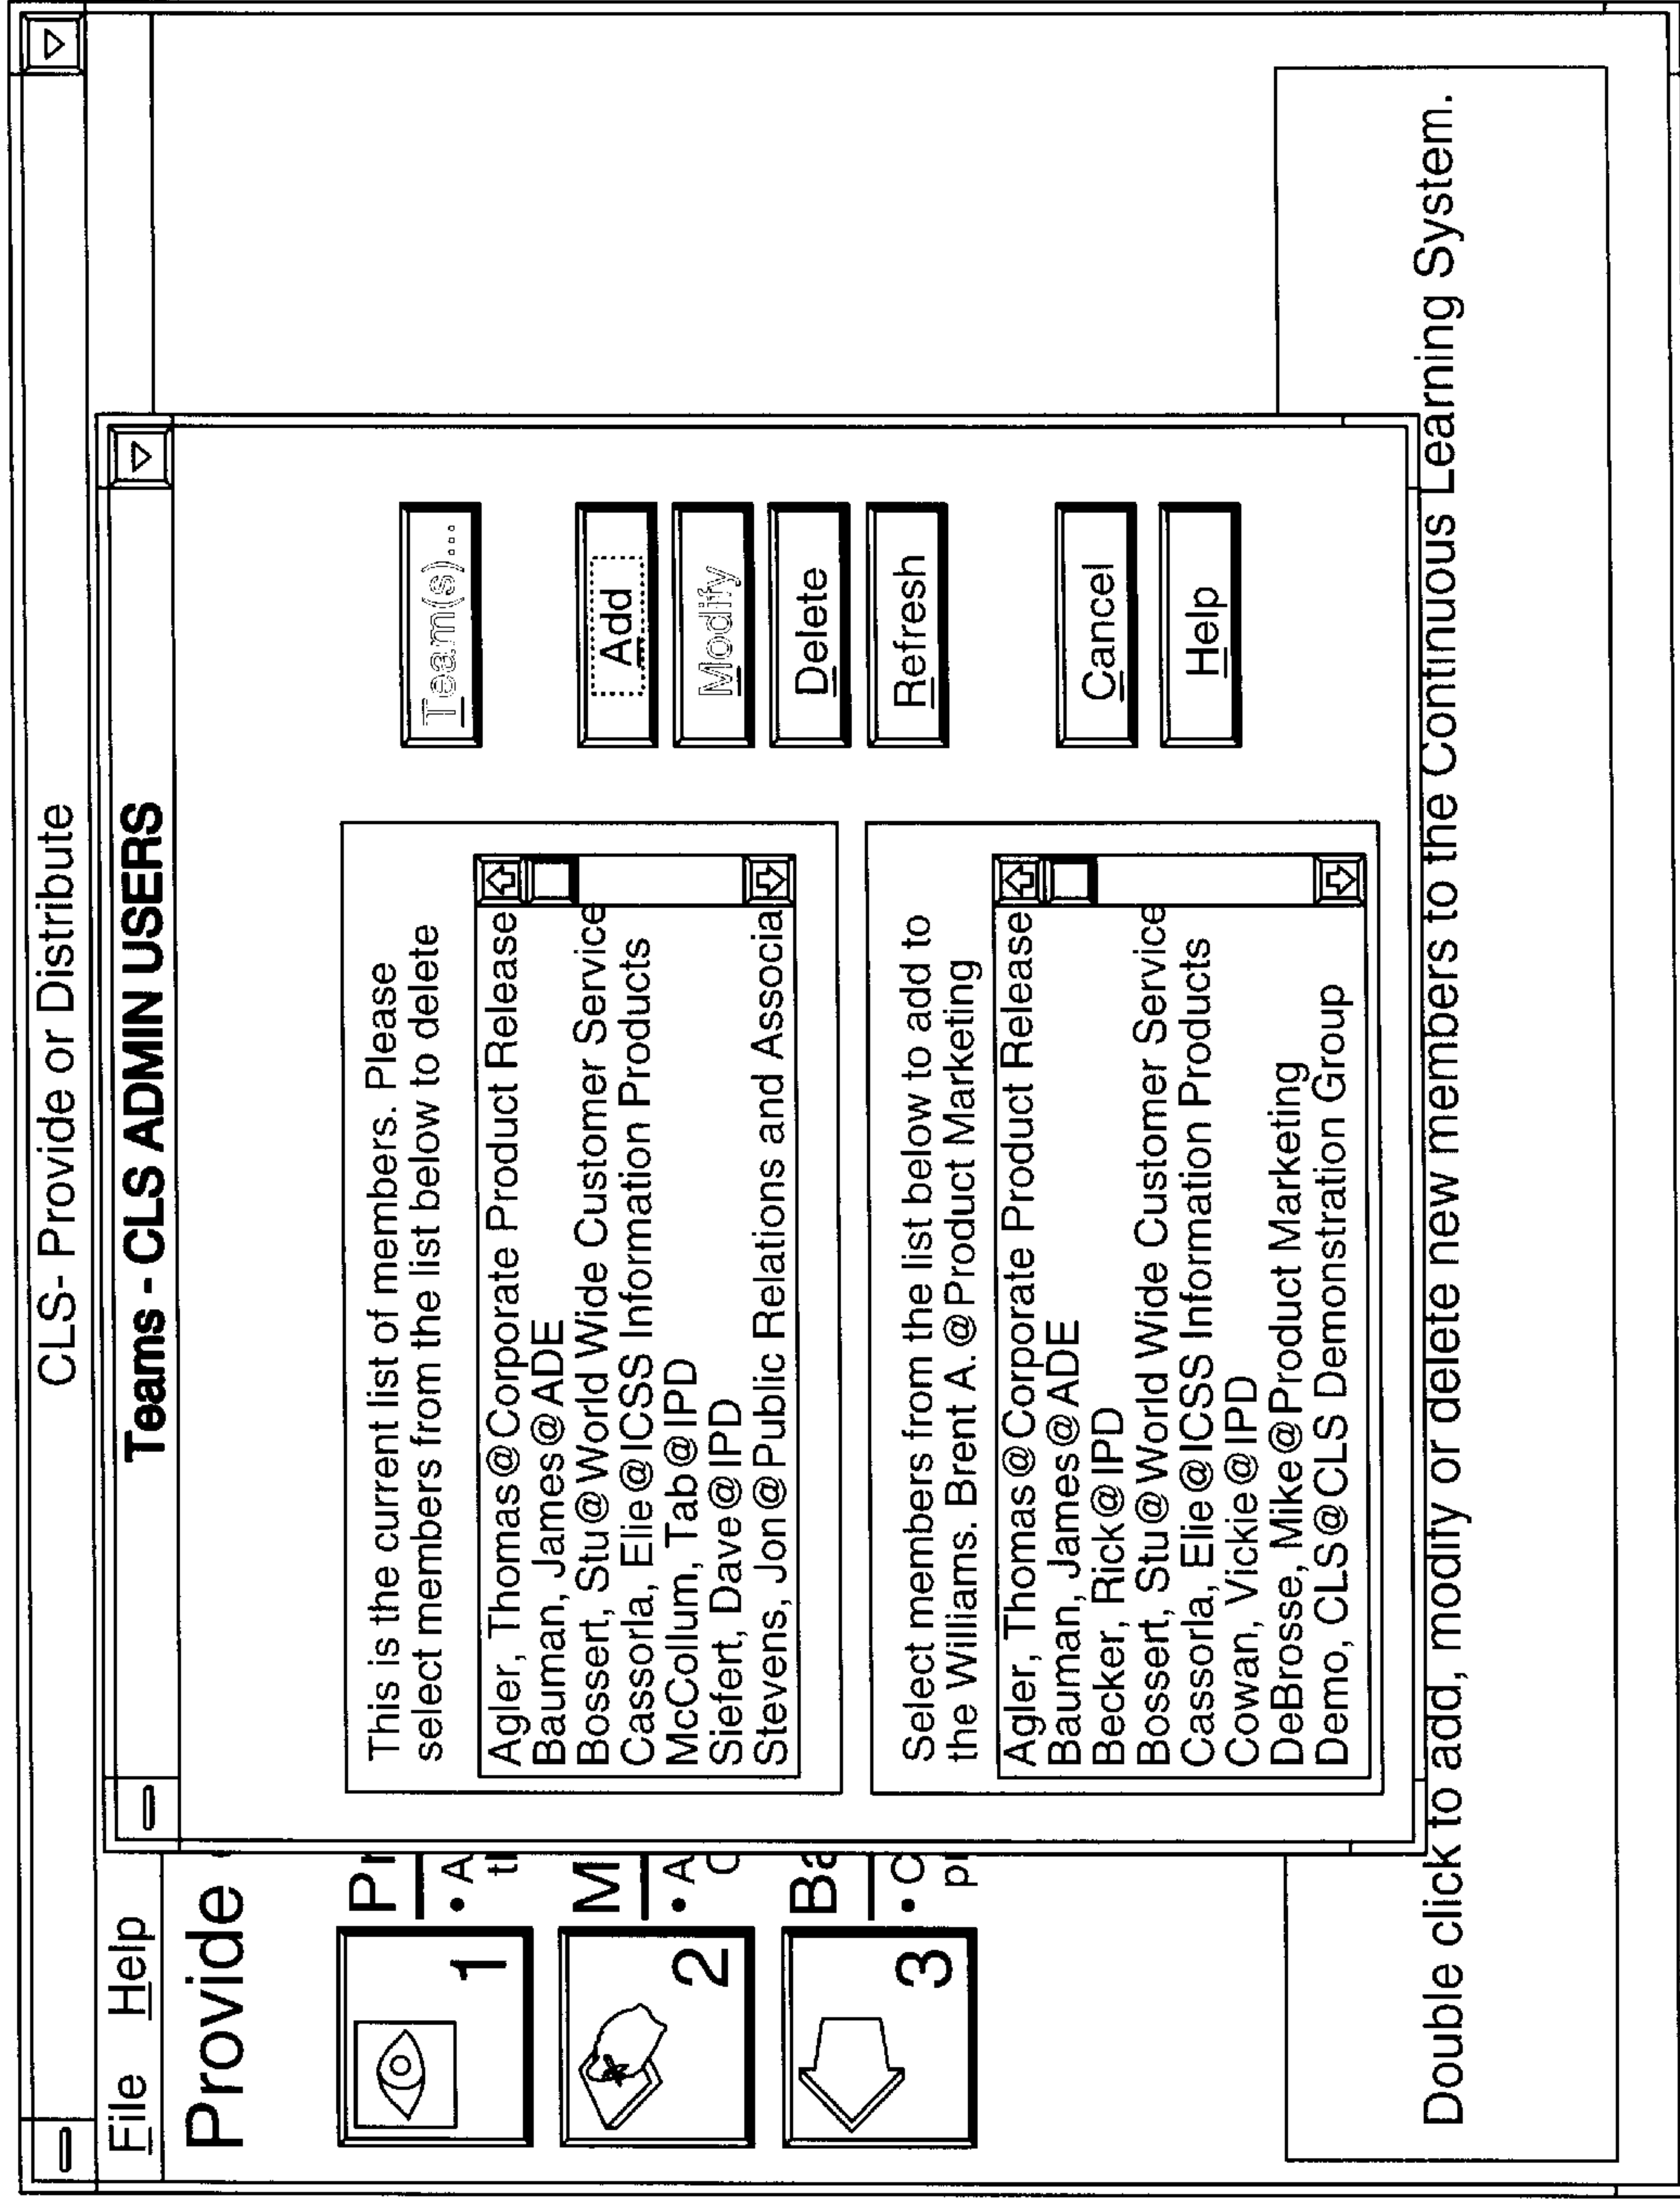 CLS- Provide or Distribute
File Help
Provide
1
Pr
• A
ti
2
M
• A
3
Ba
• C
pr
Teams - CLS ADMIN USERS
This is the current list of members. Please
select members from the list below to delete
Agler, Thomas@Corporate Product Release
Bauman, James@ADE
Bossert, Stu@World Wide Customer Service
Cassorla, Elie@ICSS Information Products
McCollum, Tab@IPD
Siefert, Dave@IPD
Stevens, Jon@Public Relations and Associa
Select members from the list below to add to
the Williams. Brent A.@Product Marketing
Agler, Thomas@Corporate Product Release
Bauman, James@ADE
Becker, Rick@IPD
Bossert, Stu@World Wide Customer Service
Cassorla, Elie@ICSS Information Products
Cowan, Vickie@IPD
DeBrosse, Mike@Product Marketing
Demo, CLS@CLS Demonstration Group
Team(s)...
Add
Modify
Delete
Refresh
Cancel
Help
Double click to add, modify or delete new members to the Continuous Learning System.